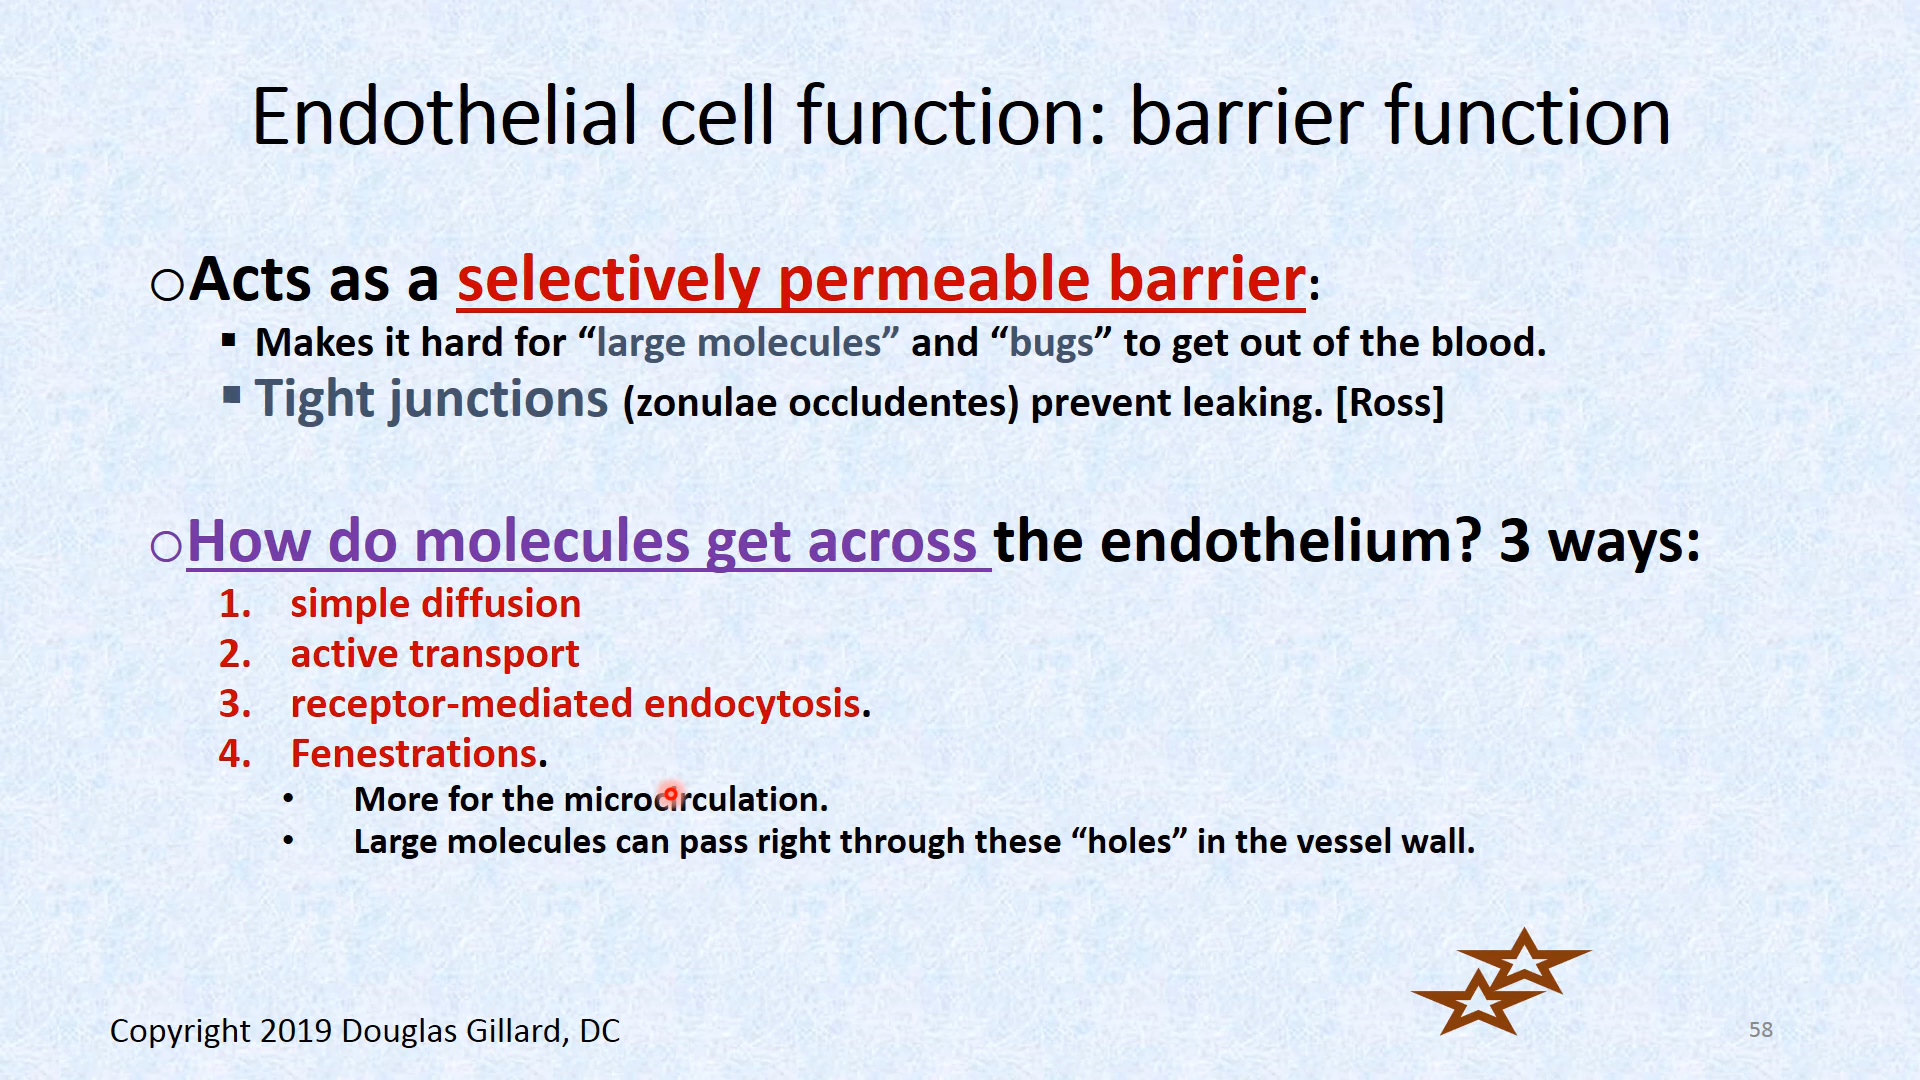 Endothelial cell function: barrier function
○Acts as a selectively permeable barrier:
▪ Makes it hard for “large molecules” and “bugs” to get out of the blood.
▪ Tight junctions (zonulae occludentes) prevent leaking. [Ross]
○How do molecules get across the endothelium? 3 ways:
1. simple diffusion
2. active transport
3. receptor-mediated endocytosis.
4. Fenestrations.
• More for the microcirculation.
• Large molecules can pass right through these “holes” in the vessel wall.
Copyright 2019 Douglas Gillard, DC
58